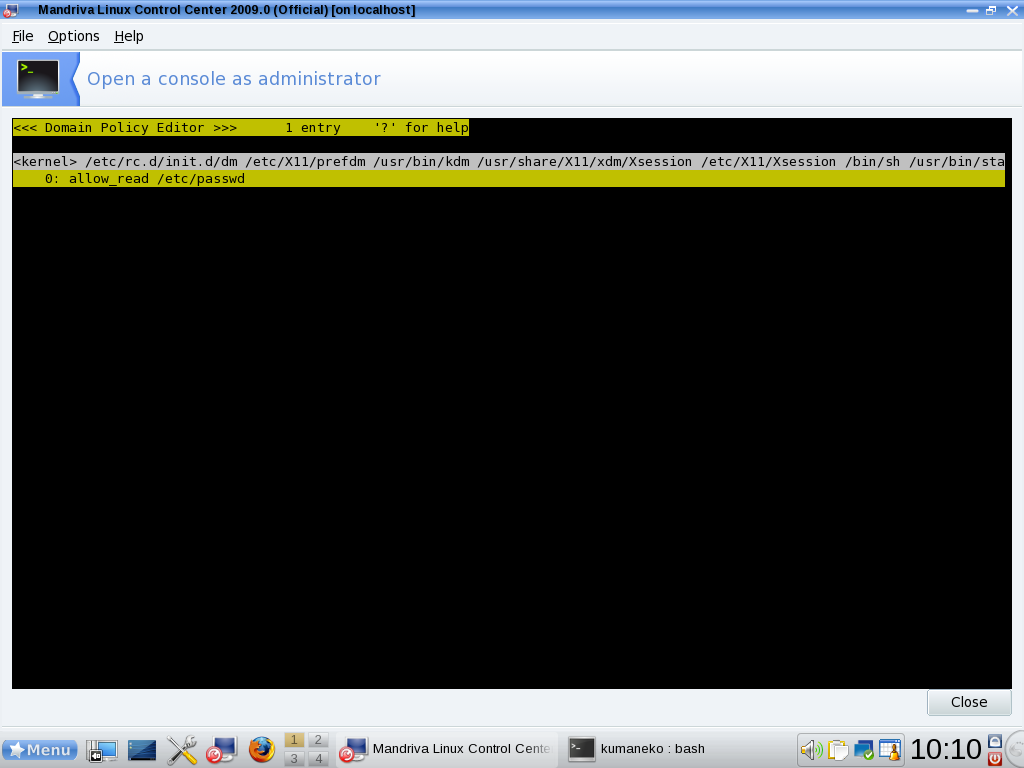 Mandriva Linux Control Center 2009.0 (Official) [on localhost]
File Options Help
>_
Open a console as administrator
<<< Domain Policy Editor >>>      1 entry    '?' for help
<kernel> /etc/rc.d/init.d/dm /etc/X11/prefdm /usr/bin/kdm /usr/share/X11/xdm/Xsession /etc/X11/Xsession /bin/sh /usr/bin/sta
    0: allow_read /etc/passwd
Close
Menu
1 2
3 4
Mandriva Linux Control Cente
kumaneko : bash
10:10